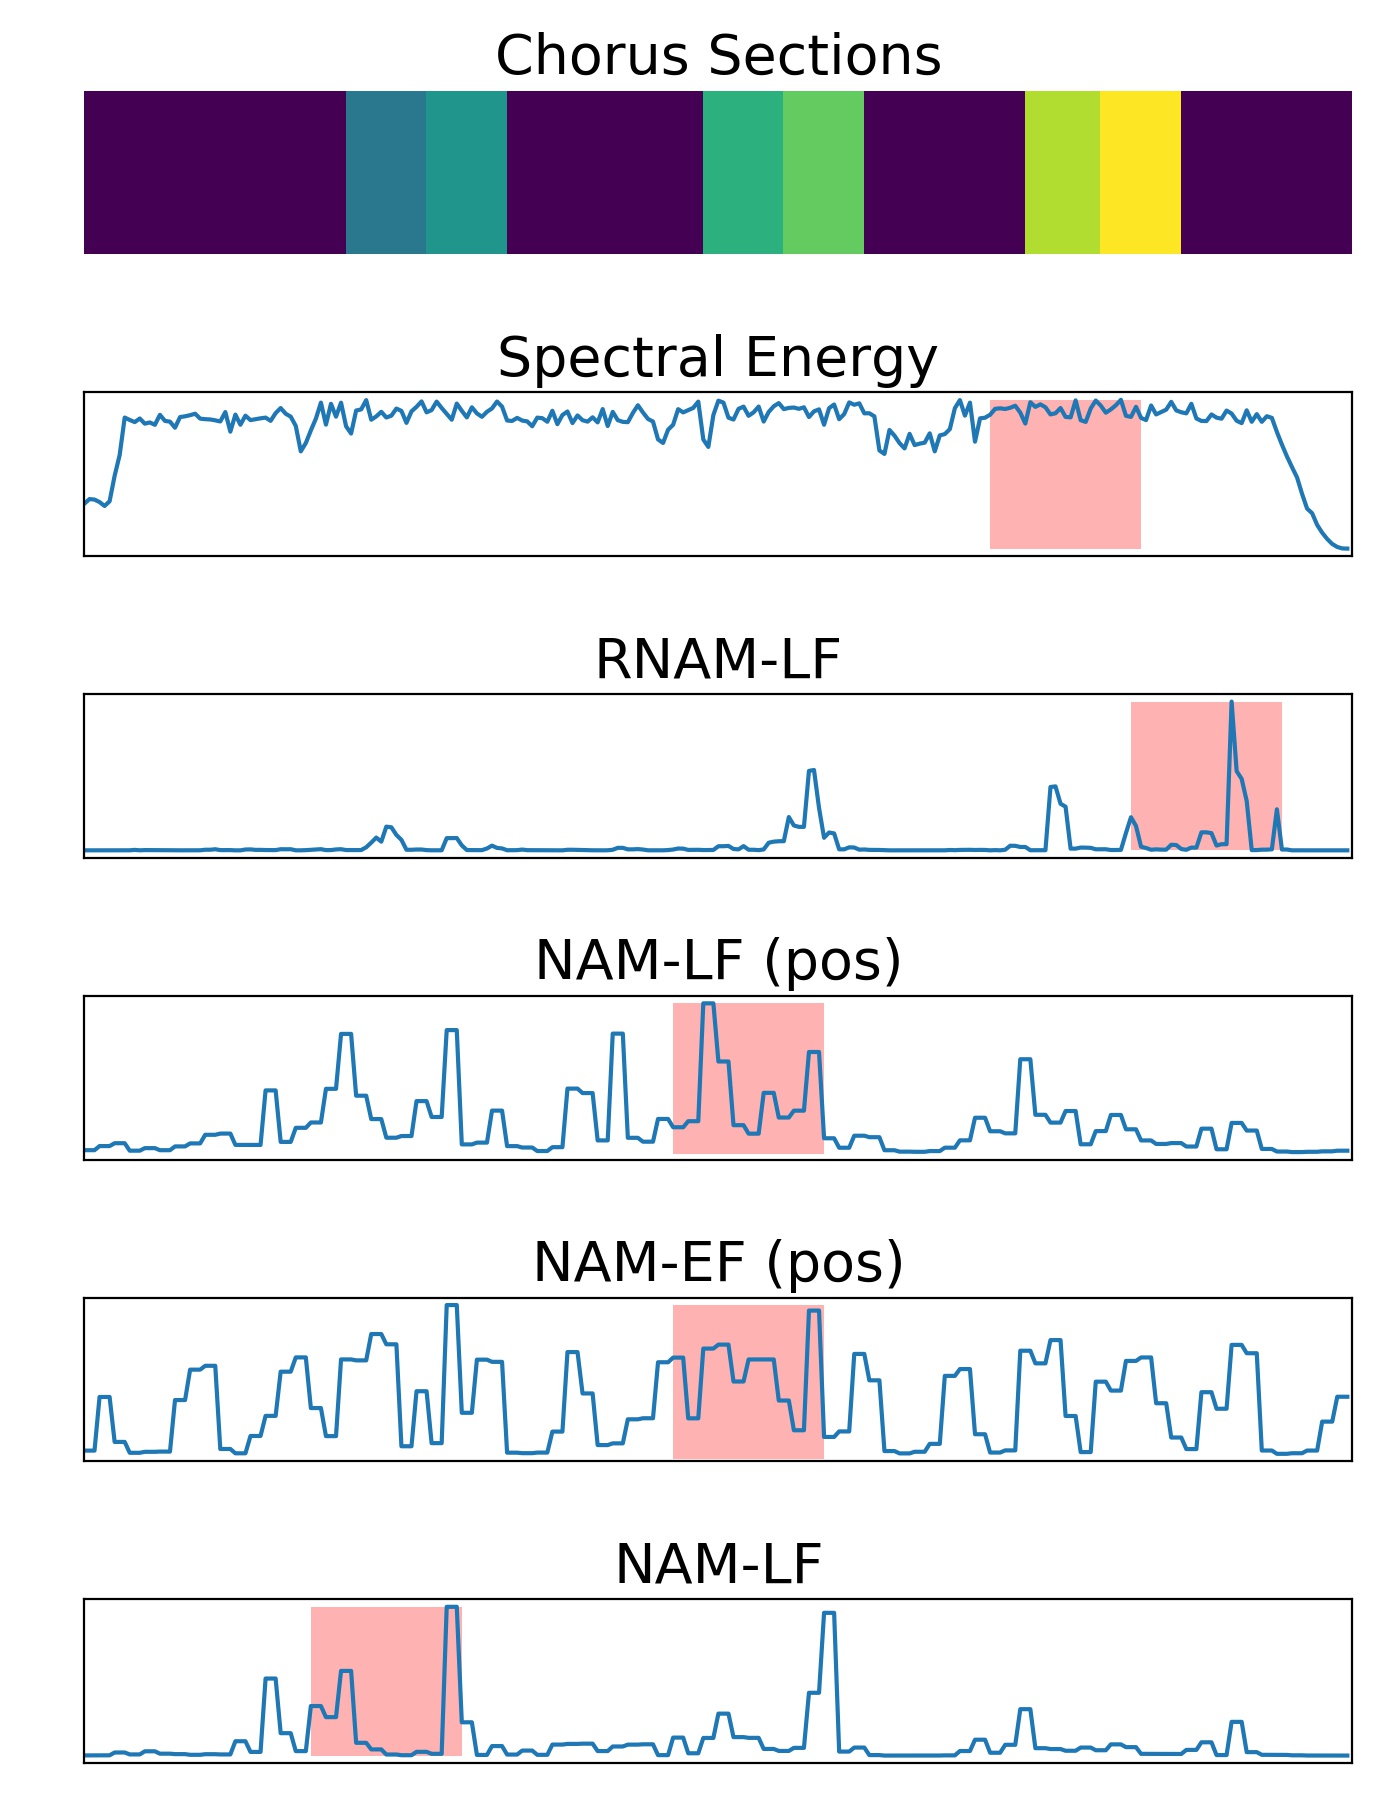 Chorus Sections
Spectral Energy
RNAM-LF
NAM-LF (pos)
NAM-EF (pos)
NAM-LF